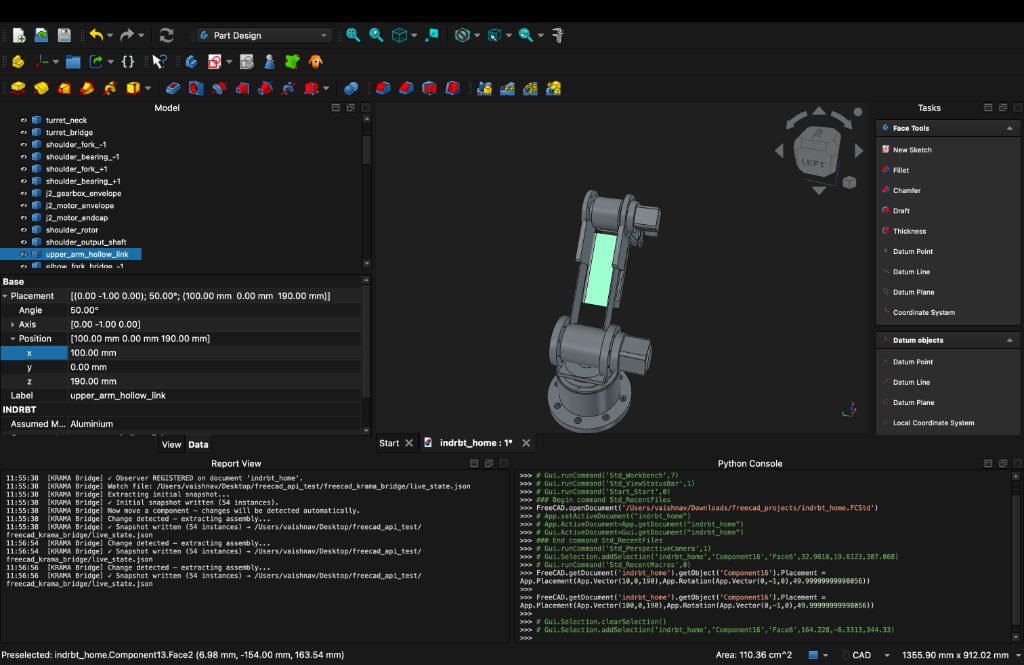 Part Design
Model
turret_neck
turret_bridge
shoulder_fork_-1
shoulder_bearing_-1
shoulder_fork_+1
shoulder_bearing_+1
j2_gearbox_envelope
j2_motor_envelope
j2_motor_endcap
shoulder_rotor
shoulder_output_shaft
upper_arm_hollow_link
elbow_fork_bridge_-1
Base
Placement [(0.00 -1.00 0.00); 50.00°; (100.00 mm 0.00 mm 190.00 mm)]
Angle 50.00°
Axis [0.00 -1.00 0.00]
Position [100.00 mm 0.00 mm 190.00 mm]
x 100.00 mm
y 0.00 mm
z 190.00 mm
Label upper_arm_hollow_link
INDRBT
Assumed M... Aluminium
View Data
LEFT
Start
indrbt_home : 1*
Tasks
Face Tools
New Sketch
Fillet
Chamfer
Draft
Thickness
Datum Point
Datum Line
Datum Plane
Coordinate System
Datum objects
Datum Point
Datum Line
Datum Plane
Local Coordinate System
Report View
11:55:38 [KRAMA Bridge] ✓ Observer REGISTERED on document 'indrbt_home'.
11:55:38 [KRAMA Bridge] Watch file: /Users/vaishnav/Desktop/freecad_api_test/freecad_krama_bridge/live_state.json
11:55:38 [KRAMA Bridge] Extracting initial snapshot...
11:55:38 [KRAMA Bridge] ✓ Initial snapshot written (54 instances).
11:55:38 [KRAMA Bridge] Now move a component — changes will be detected automatically.
11:55:38 [KRAMA Bridge] Change detected — extracting assembly...
11:55:38 [KRAMA Bridge] ✓ Snapshot written (54 instances) → /Users/vaishnav/Desktop/freecad_api_test/
freecad_krama_bridge/live_state.json
11:56:54 [KRAMA Bridge] Change detected — extracting assembly...
11:56:54 [KRAMA Bridge] ✓ Snapshot written (54 instances) → /Users/vaishnav/Desktop/freecad_api_test/
freecad_krama_bridge/live_state.json
11:56:56 [KRAMA Bridge] Change detected — extracting assembly...
11:56:56 [KRAMA Bridge] ✓ Snapshot written (54 instances) → /Users/vaishnav/Desktop/freecad_api_test/
freecad_krama_bridge/live_state.json
Python Console
>>> # Gui.runCommand('Std_Workbench',7)
>>> # Gui.runCommand('Std_ViewStatusBar',1)
>>> # Gui.runCommand('Start_Start',0)
>>> ### Begin command Std_RecentFiles
>>> FreeCAD.openDocument('/Users/vaishnav/Downloads/freecad_projects/indrbt_home.FCStd')
>>> # App.setActiveDocument("indrbt_home")
>>> # App.ActiveDocument=App.getDocument("indrbt_home")
>>> # Gui.ActiveDocument=Gui.getDocument("indrbt_home")
>>> ### End command Std_RecentFiles
>>> # Gui.runCommand('Std_PerspectiveCamera',1)
>>> # Gui.Selection.addSelection('indrbt_home','Component16','Face6',32.9616,19.6123,307.068)
>>> # Gui.runCommand('Std_RecentMacros',0)
>>> FreeCAD.getDocument('indrbt_home').getObject('Component16').Placement =
App.Placement(App.Vector(10,0,190),App.Rotation(App.Vector(0,-1,0),49.99999999998056))
>>>
>>> FreeCAD.getDocument('indrbt_home').getObject('Component16').Placement =
App.Placement(App.Vector(100,0,190),App.Rotation(App.Vector(0,-1,0),49.99999999998056))
>>>
>>> # Gui.Selection.clearSelection()
>>> # Gui.Selection.addSelection('indrbt_home','Component16','Face6',164.228,-6.3313,344.33)
>>>
Preselected: indrbt_home.Component13.Face2 (6.98 mm, -154.00 mm, 163.54 mm)
Area: 110.36 cm^2
CAD
1355.90 mm x 912.02 mm